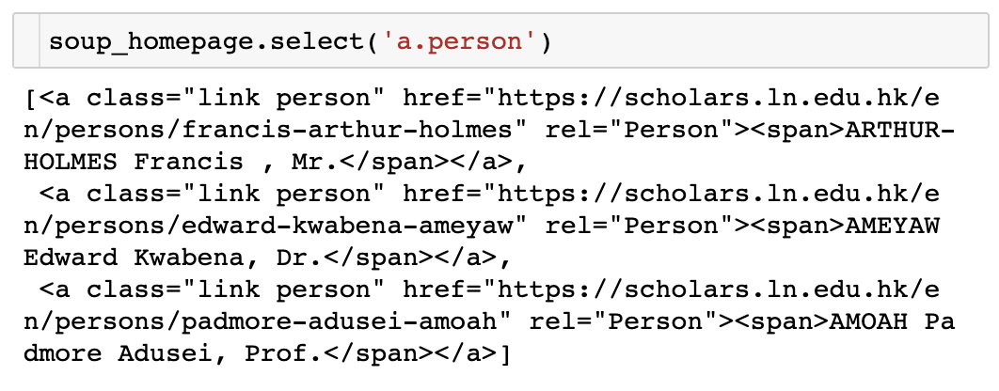 soup_homepage.select('a.person')
[<a class="link person" href="https://scholars.ln.edu.hk/e
n/persons/francis-arthur-holmes" rel="Person"><span>ARTHUR-
HOLMES Francis , Mr.</span></a>,
 <a class="link person" href="https://scholars.ln.edu.hk/e
n/persons/edward-kwabena-ameyaw" rel="Person"><span>AMEYAW
Edward Kwabena, Dr.</span></a>,
 <a class="link person" href="https://scholars.ln.edu.hk/e
n/persons/padmore-adusei-amoah" rel="Person"><span>AMOAH Pa
dmore Adusei, Prof.</span></a>]